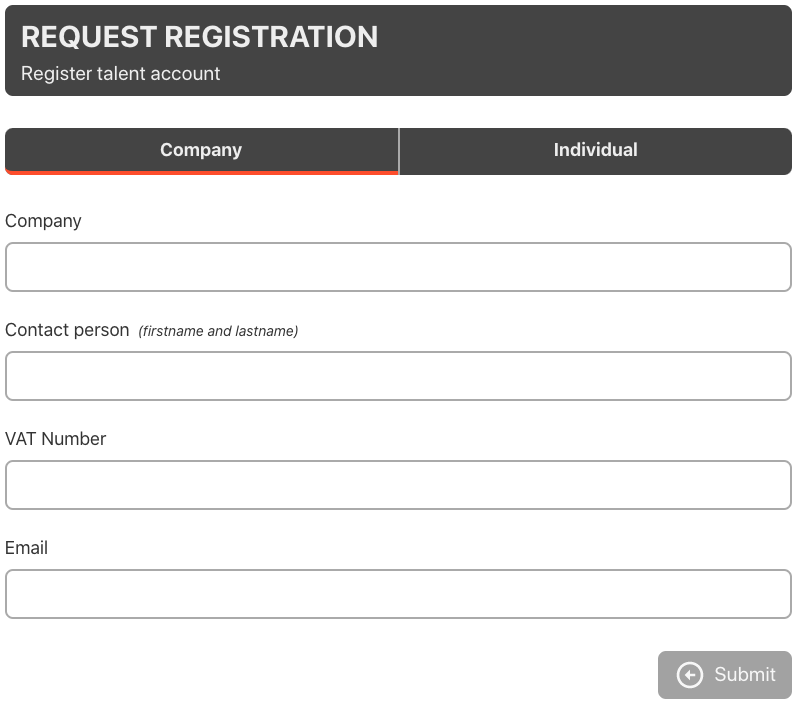 REQUEST REGISTRATION
Register talent account
Company
Individual
Company
Contact person (firstname and lastname)
VAT Number
Email
Submit